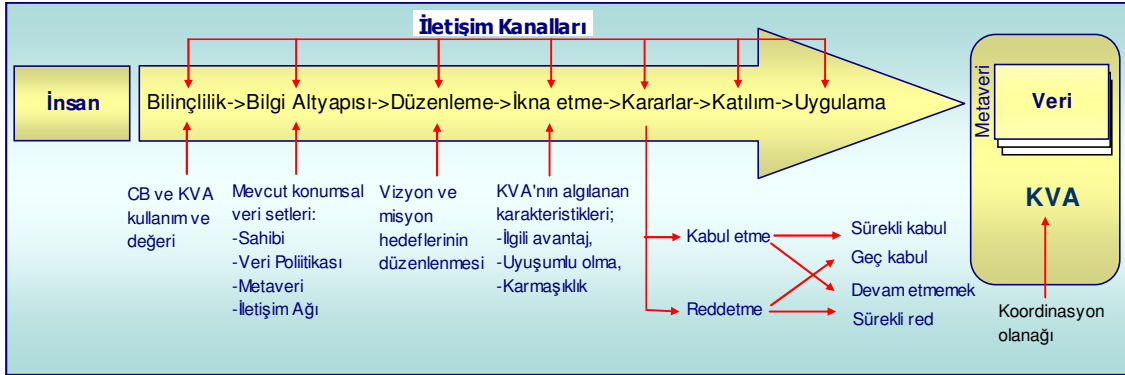 İletişim Kanalları
İnsan
Bilinçlilik->Bilgi Altyapısı->Düzenleme->İkna etme->Kararlar->Katılım->Uygulama
CB ve KVA
kullanım ve
değeri
Mevcut konumsal
veri setleri:
-Sahibi
-Veri Poliitikası
-Metaveri
-İletişim Ağı
Vizyon ve
misyon
hedeflerinin
düzenlenmesi
KVA'nın algılanan
karakteristikleri;
-İlgili avantaj,
-Uyuşumlu olma,
-Karmaşıklık
Kabul etme
Reddetme
Sürekli kabul
Geç kabul
Devam etmemek
Sürekli red
Metaveri
Veri
KVA
Koordinasyon
olanağı